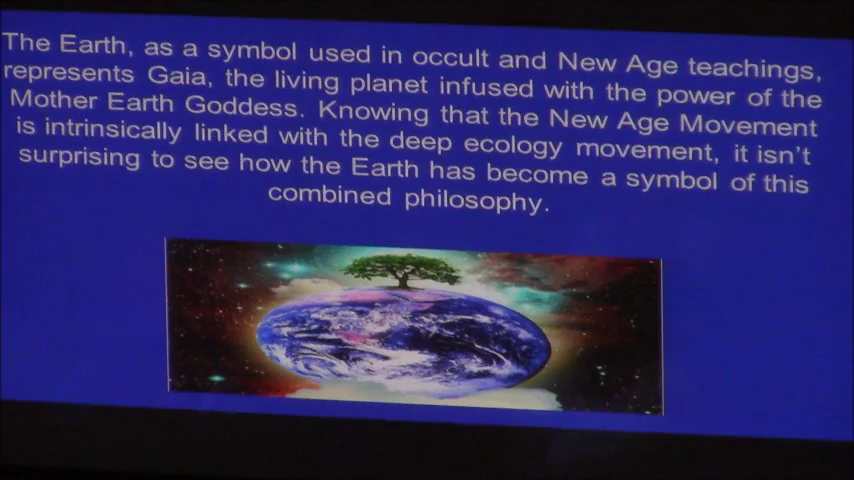 The Earth, as a symbol used in occult and New Age teachings,
represents Gaia, the living planet infused with the power of the
Mother Earth Goddess. Knowing that the New Age Movement
is intrinsically linked with the deep ecology movement, it isn't
surprising to see how the Earth has become a symbol of this
combined philosophy.